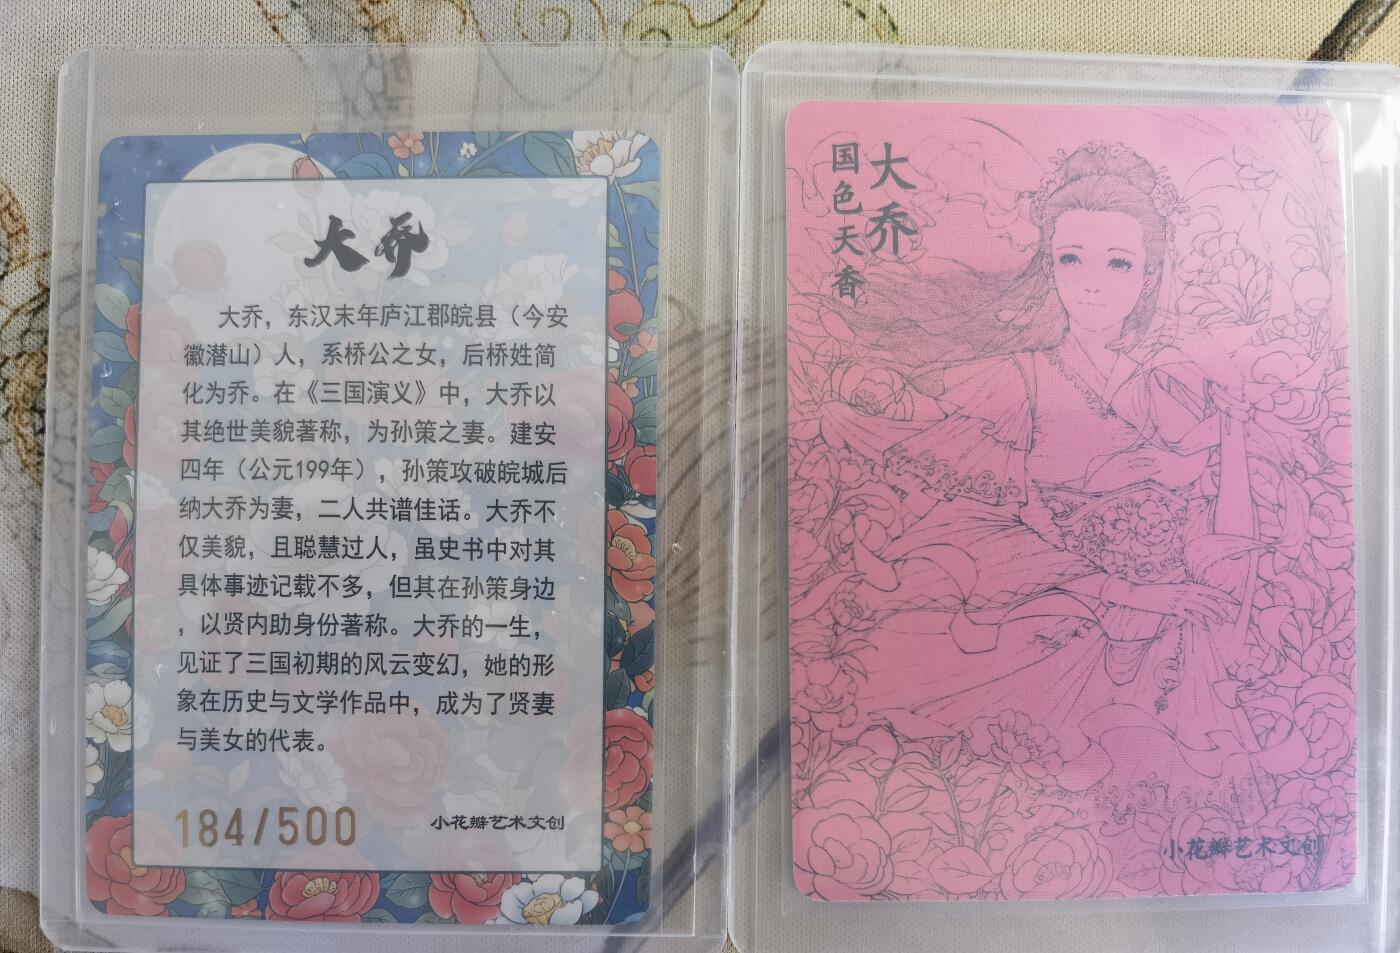 大乔
大乔，东汉末年庐江郡皖县（今安
徽潜山）人，系桥公之女，后桥姓简
化为乔。在《三国演义》中，大乔以
其绝世美貌著称，为孙策之妻。建安
四年（公元199年），孙策攻破皖城后
纳大乔为妻，二人共谱佳话。大乔不
仅美貌，且聪慧过人，虽史书中对其
具体事迹记载不多，但其在孙策身边
，以贤内助身份著称。大乔的一生，
见证了三国初期的风云变幻，她的形
象在历史与文学作品中，成为了贤妻
与美女的代表。
184/500
小花瓣艺术文创
大乔
国色天香
小花瓣艺术文创